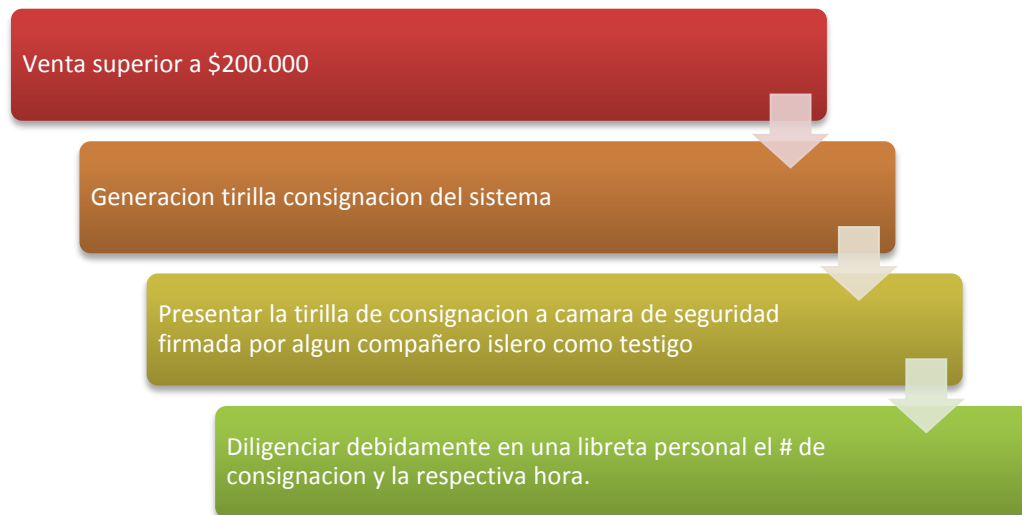 Venta superior a $200.000
Generacion tirilla consignacion del sistema
Presentar la tirilla de consignacion a camara de seguridad
firmada por algun compañero islero como testigo
Diligenciar debidamente en una libreta personal el # de
consignacion y la respectiva hora.